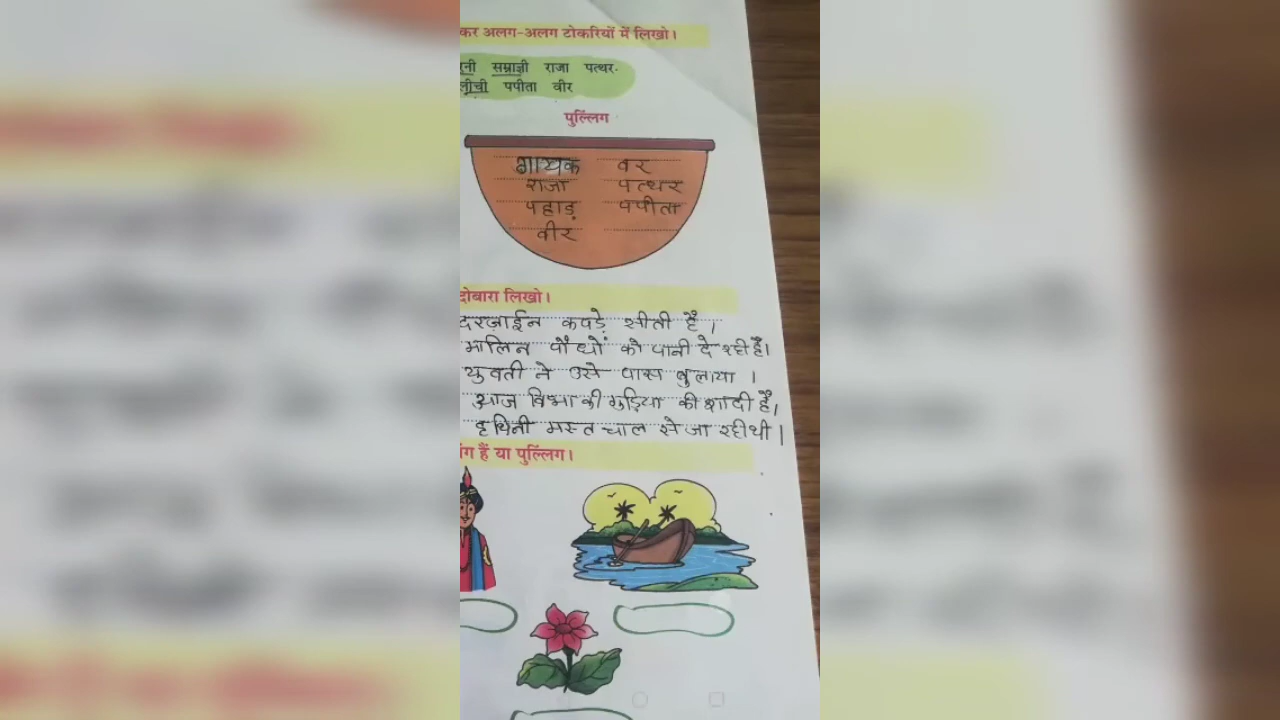 कर अलग-अलग टोकरियों में लिखो।
सम्राज्ञी राजा पत्थर
लीची पपीता वीर
पुल्लिंग
गायक वर
राजा पत्थर
पहाड़ पपीता
वीर
दोबारा लिखो।
दरज़ाईन कपड़े सीती है।
मालिन पौधों को पानी दे रही है।
युवती ने उसे पास बुलाया ।
आज विभा की गुड़िया की शादी है,
हथिनी मस्त चाल से जा रही थी |
ग हैं या पुल्लिंग।